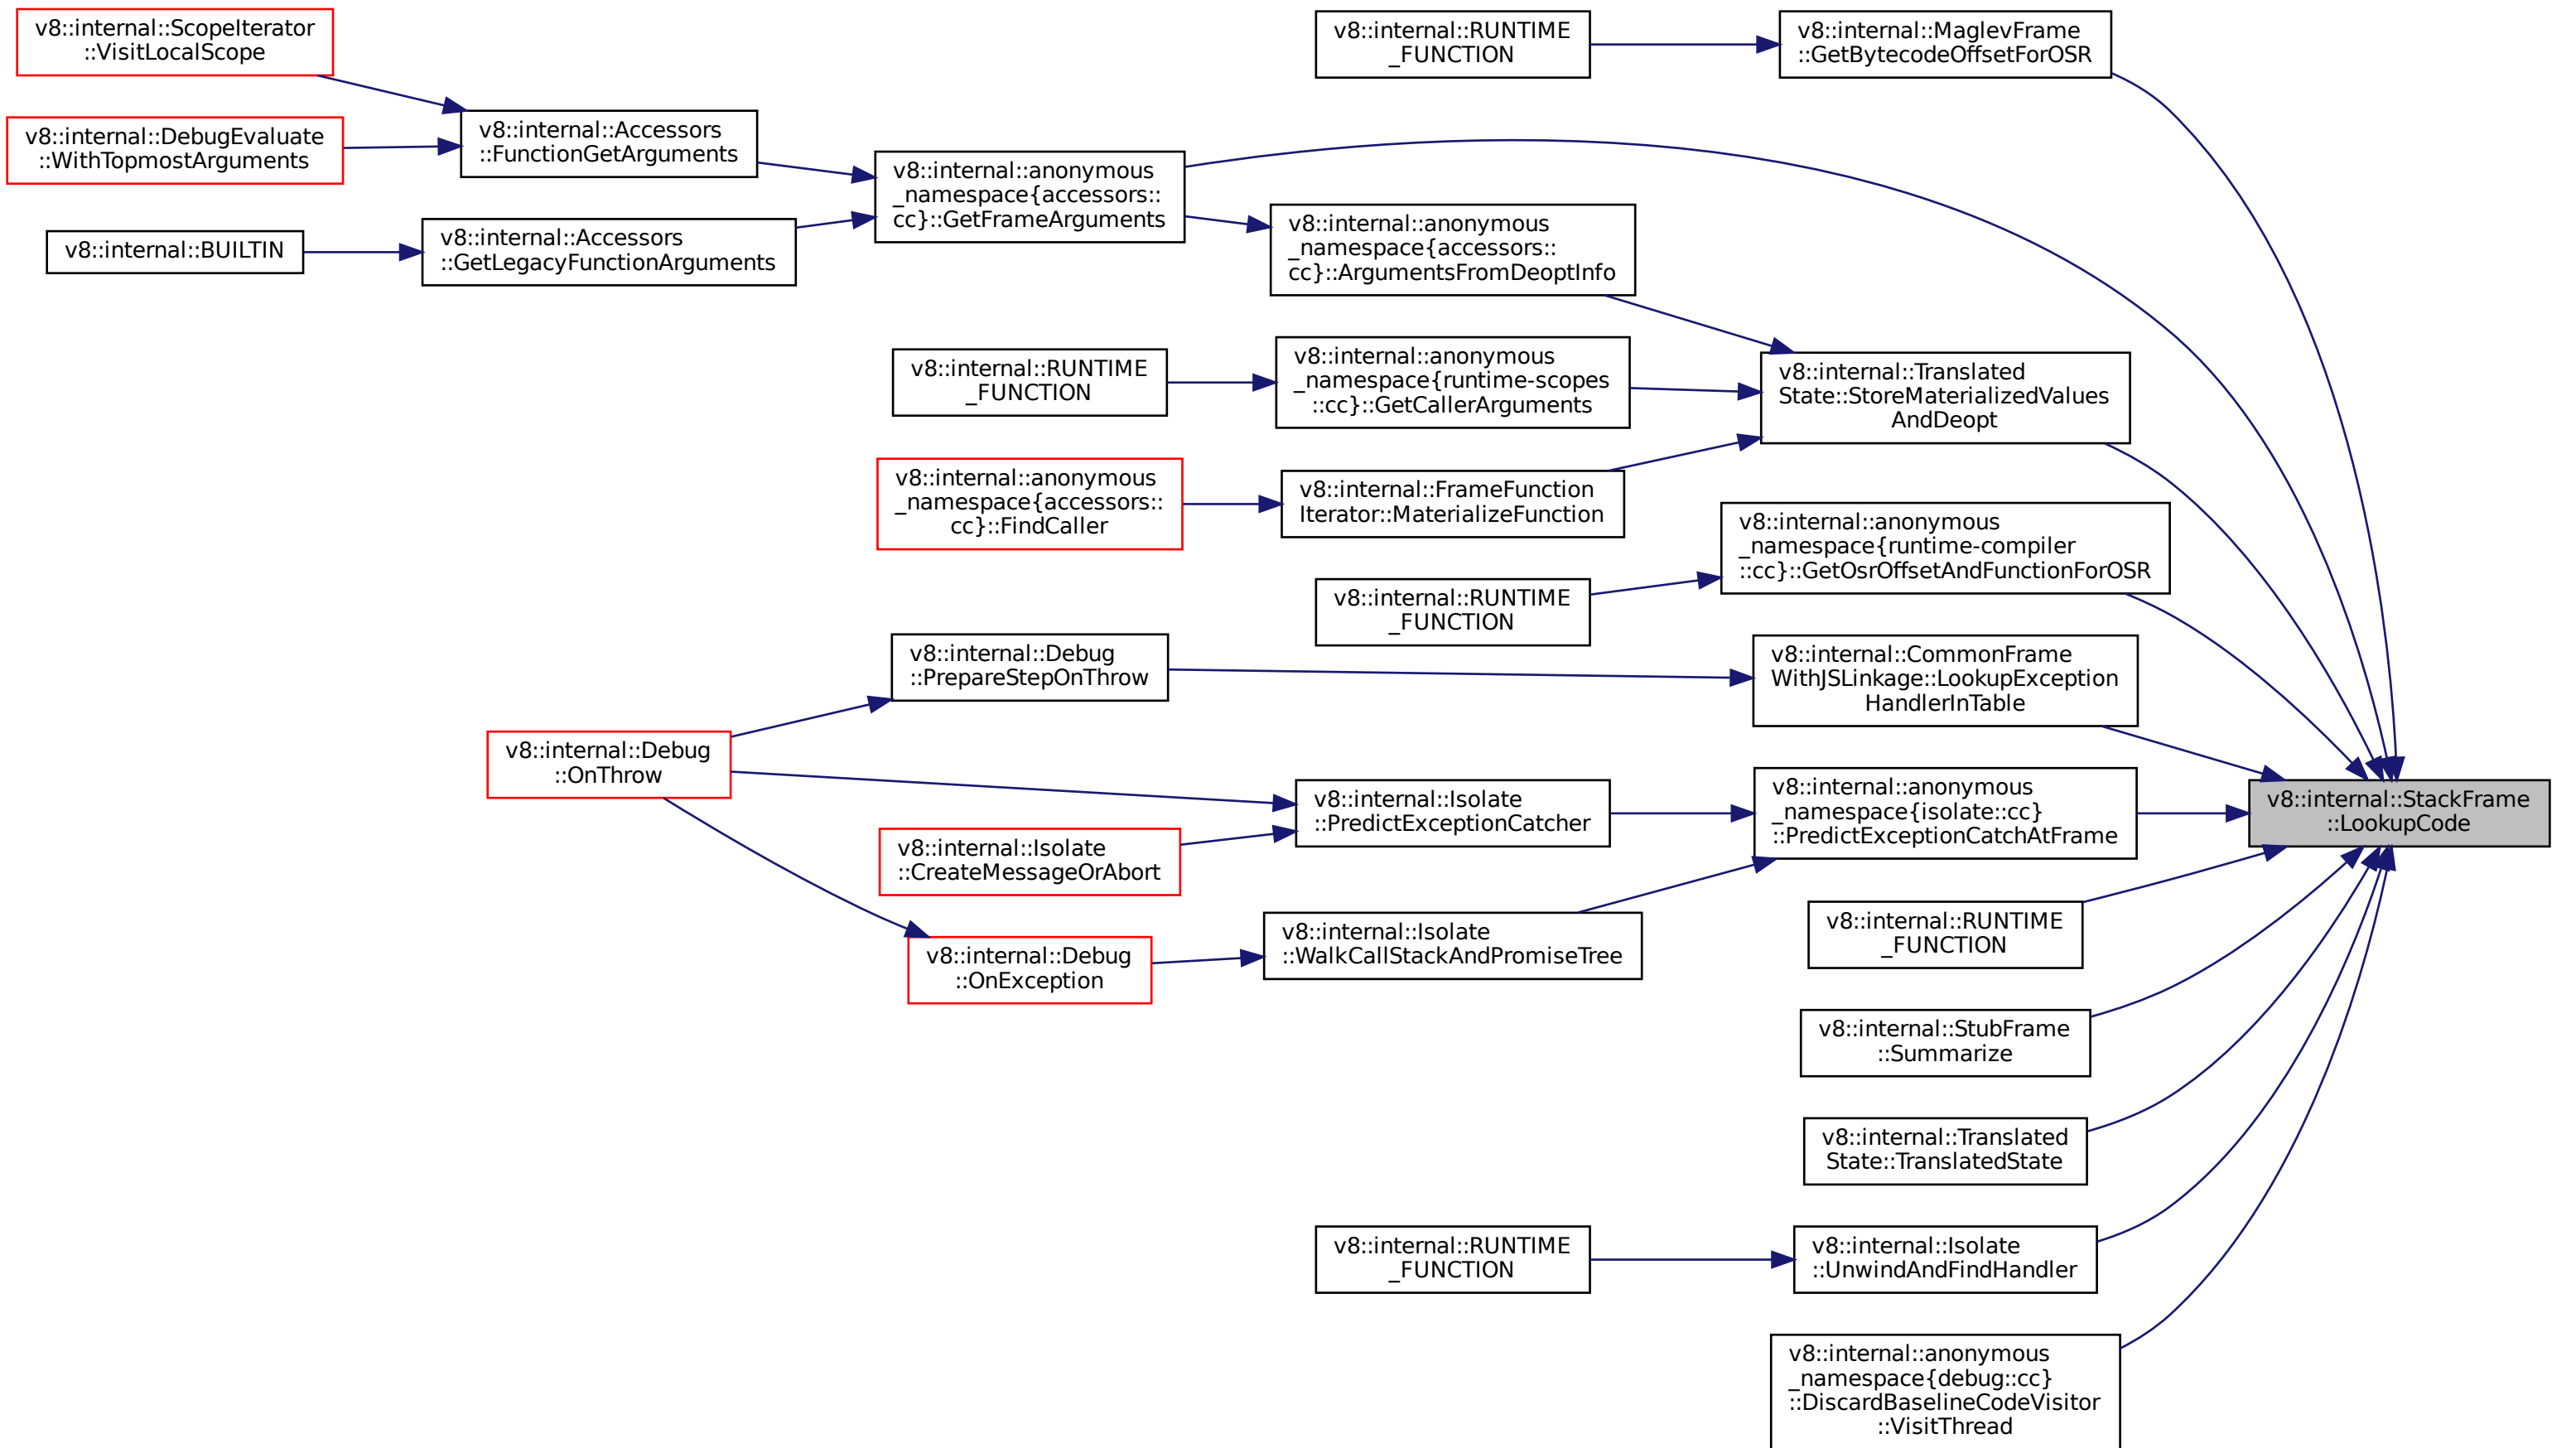 v8::internal::ScopeIterator
::VisitLocalScope
v8::internal::DebugEvaluate
::WithTopmostArguments
v8::internal::BUILTIN
v8::internal::Accessors
::FunctionGetArguments
v8::internal::Accessors
::GetLegacyFunctionArguments
v8::internal::anonymous
_namespace{accessors::
cc}::GetFrameArguments
v8::internal::RUNTIME
_FUNCTION
v8::internal::MaglevFrame
::GetBytecodeOffsetForOSR
v8::internal::anonymous
_namespace{accessors::
cc}::ArgumentsFromDeoptInfo
v8::internal::RUNTIME
_FUNCTION
v8::internal::anonymous
_namespace{runtime-scopes
::cc}::GetCallerArguments
v8::internal::Translated
State::StoreMaterializedValues
AndDeopt
v8::internal::anonymous
_namespace{accessors::
cc}::FindCaller
v8::internal::FrameFunction
Iterator::MaterializeFunction
v8::internal::anonymous
_namespace{runtime-compiler
::cc}::GetOsrOffsetAndFunctionForOSR
v8::internal::RUNTIME
_FUNCTION
v8::internal::Debug
::PrepareStepOnThrow
v8::internal::CommonFrame
WithJSLinkage::LookupException
HandlerInTable
v8::internal::Debug
::OnThrow
v8::internal::Isolate
::PredictExceptionCatcher
v8::internal::anonymous
_namespace{isolate::cc}
::PredictExceptionCatchAtFrame
v8::internal::StackFrame
::LookupCode
v8::internal::Isolate
::CreateMessageOrAbort
v8::internal::Debug
::OnException
v8::internal::Isolate
::WalkCallStackAndPromiseTree
v8::internal::RUNTIME
_FUNCTION
v8::internal::StubFrame
::Summarize
v8::internal::Translated
State::TranslatedState
v8::internal::RUNTIME
_FUNCTION
v8::internal::Isolate
::UnwindAndFindHandler
v8::internal::anonymous
_namespace{debug::cc}
::DiscardBaselineCodeVisitor
::VisitThread